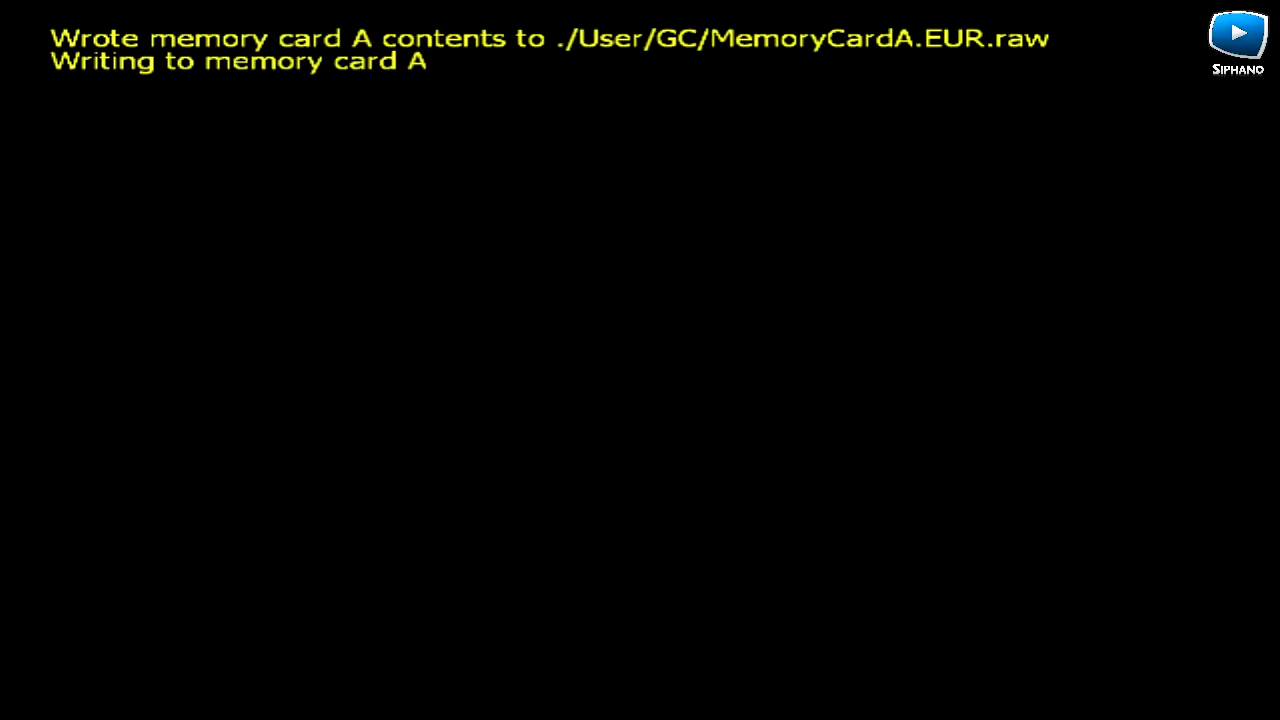 Wrote memory card A contents to ./User/GC/MemoryCardA.EUR.raw
Writing to memory card A
SIPHANO